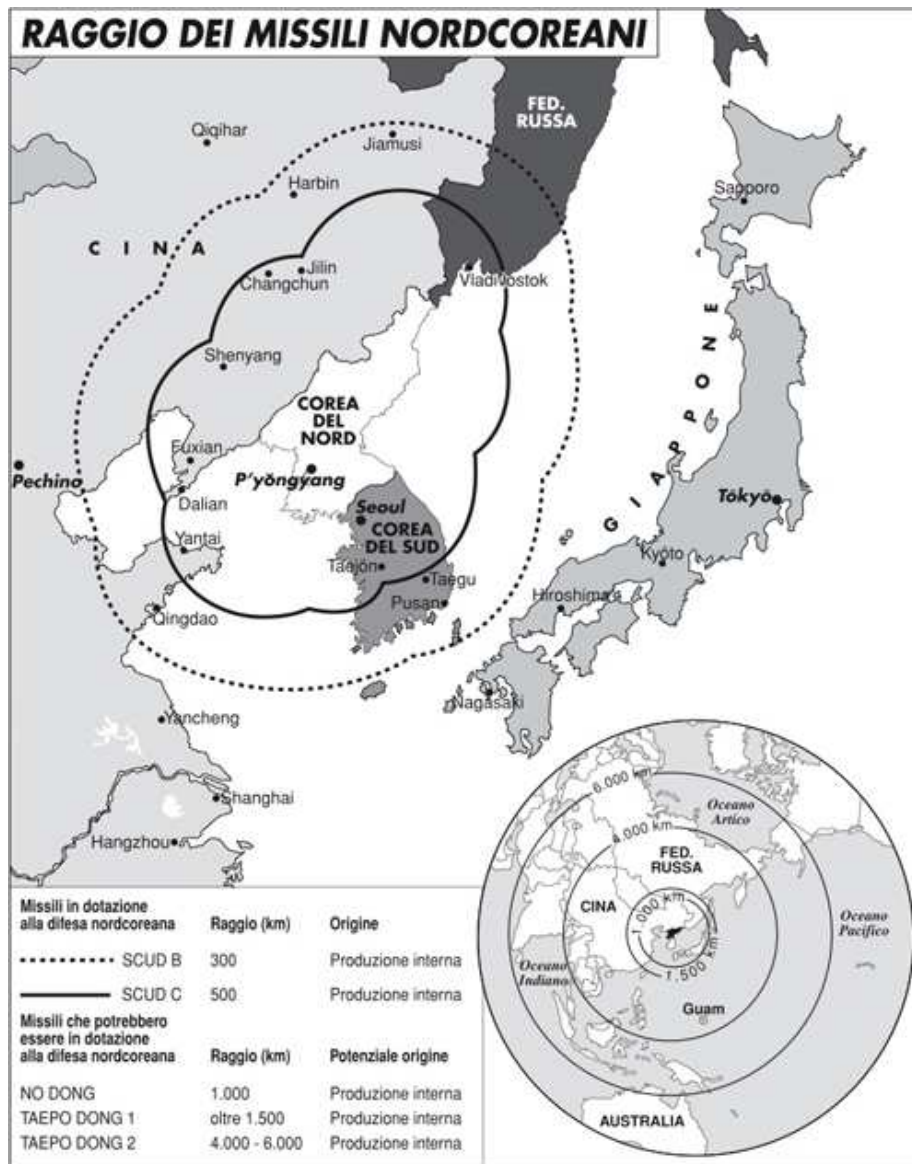 RAGGIO DEI MISSILI NORDCOREANI
FED.
RUSSA
Qiqihar
Jiamusi
Harbin
Sapporo
CINA
Jilin
Changchun
Vladivostok
Shenyang
GIAPPONE
COREA
DEL
NORD
Fuxian
Pechino
P'yŏngyang
Dalian
Seoul
Tōkyō
COREA
DEL SUD
Yantai
Taejŏn
Taegu
Kyōto
Pusan
Hiroshima
Qingdao
Nagasaki
Yancheng
Shanghai
Hangzhou
6.000 km
Oceano
Artico
4.000 km
FED.
RUSSA
CINA
1.000 km
Oceano
Pacifico
Oceano
Indiano
1.500 km
Guam
AUSTRALIA
Missili in dotazione
alla difesa nordcoreana Raggio (km) Origine
SCUD B 300 Produzione interna
SCUD C 500 Produzione interna
Missili che potrebbero
essere in dotazione
alla difesa nordcoreana Raggio (km) Potenziale origine
NO DONG 1.000 Produzione interna
TAEPO DONG 1 oltre 1.500 Produzione interna
TAEPO DONG 2 4.000 - 6.000 Produzione interna